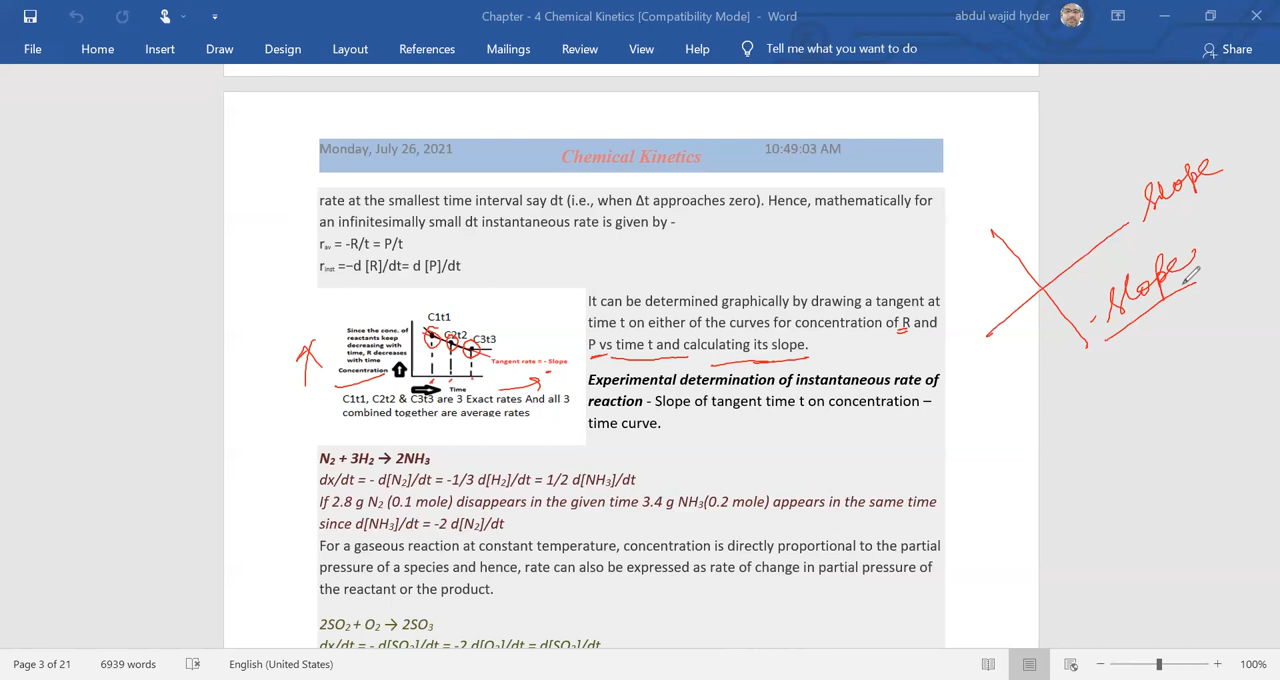 Chapter - 4 Chemical Kinetics [Compatibility Mode] - Word
abdul wajid hyder
File Home Insert Draw Design Layout References Mailings Review View Help Tell me what you want to do Share
Monday, July 26, 2021 Chemical Kinetics 10:49:03 AM
rate at the smallest time interval say dt (i.e., when Δt approaches zero). Hence, mathematically for
an infinitesimally small dt instantaneous rate is given by -
rav = -R/t = P/t
rinst =−d [R]/dt= d [P]/dt
It can be determined graphically by drawing a tangent at
time t on either of the curves for concentration of R and
P vs time t and calculating its slope.
Experimental determination of instantaneous rate of
reaction - Slope of tangent time t on concentration –
time curve.
C1t1
C2t2
C3t3
Since the conc. of
reactants keep
decreasing with
time, R decreases
with time
Concentration
Tangent rate = - Slope
Time
C1t1, C2t2 & C3t3 are 3 Exact rates And all 3
combined together are average rates
slope
- slope
N₂ + 3H₂ → 2NH₃
dx/dt = - d[N₂]/dt = -1/3 d[H₂]/dt = 1/2 d[NH₃]/dt
If 2.8 g N₂ (0.1 mole) disappears in the given time 3.4 g NH₃(0.2 mole) appears in the same time
since d[NH₃]/dt = -2 d[N₂]/dt
For a gaseous reaction at constant temperature, concentration is directly proportional to the partial
pressure of a species and hence, rate can also be expressed as rate of change in partial pressure of
the reactant or the product.
2SO₂ + O₂ → 2SO₃
dx/dt = - d[SO₂]/dt = -2 d[O₂]/dt = d[SO₃]/dt
Page 3 of 21 6939 words English (United States) 100%